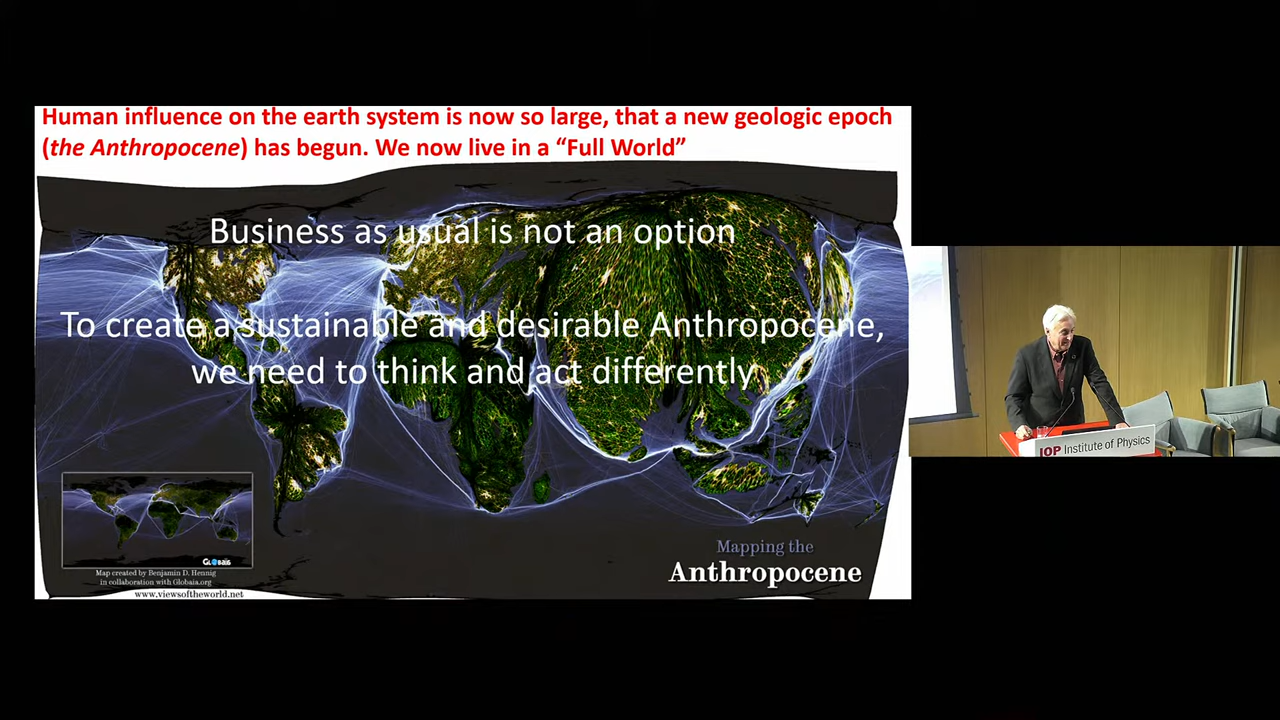 Human influence on the earth system is now so large, that a new geologic epoch
(the Anthropocene) has begun. We now live in a “Full World”
Business as usual is not an option
To create a sustainable and desirable Anthropocene,
we need to think and act differently
GLOBAÏA
Map created by Benjamin D. Hennig
in collaboration with Globaia.org
www.viewsoftheworld.net
Mapping the
Anthropocene
IOP Institute of Physics